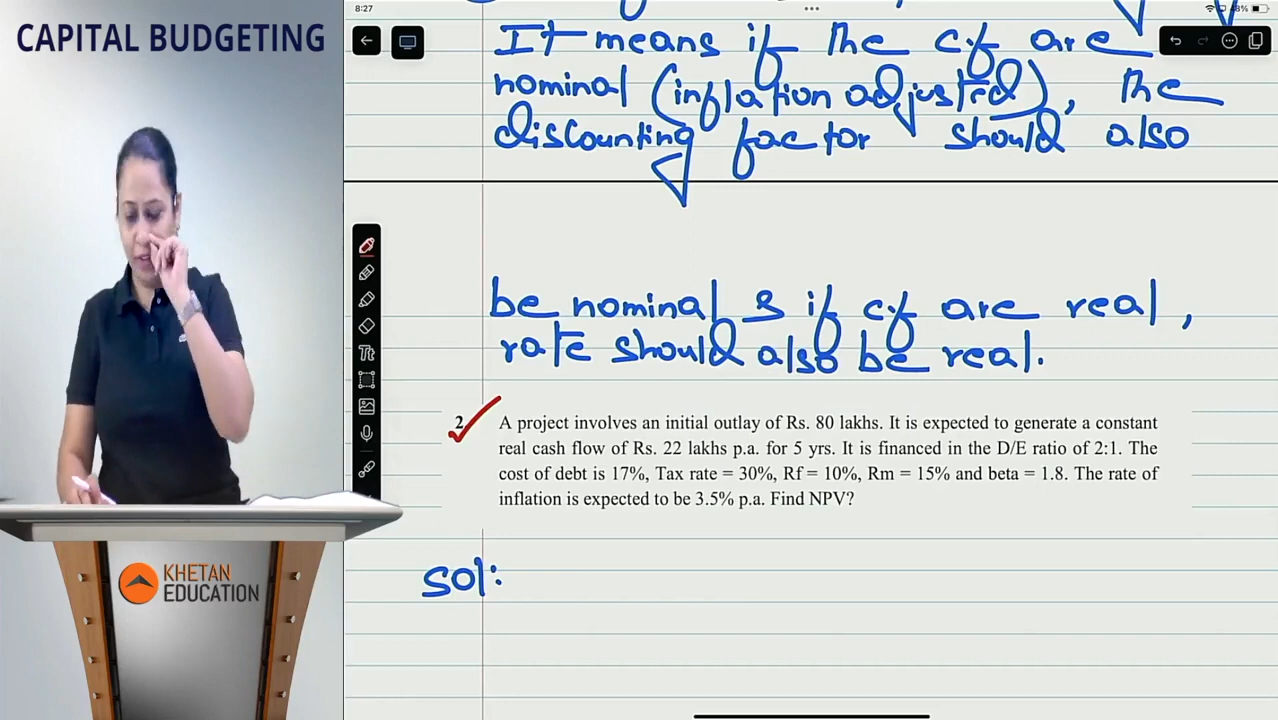 CAPITAL BUDGETING
8:27
48%
It means if the c.f are
nominal (inflation adjusted), the
discounting factor should also
be nominal & if c.f are real,
rate should also be real.
2 A project involves an initial outlay of Rs. 80 lakhs. It is expected to generate a constant
real cash flow of Rs. 22 lakhs p.a. for 5 yrs. It is financed in the D/E ratio of 2:1. The
cost of debt is 17%, Tax rate = 30%, Rf = 10%, Rm = 15% and beta = 1.8. The rate of
inflation is expected to be 3.5% p.a. Find NPV?
Sol:
Tt
KHETAN
EDUCATION